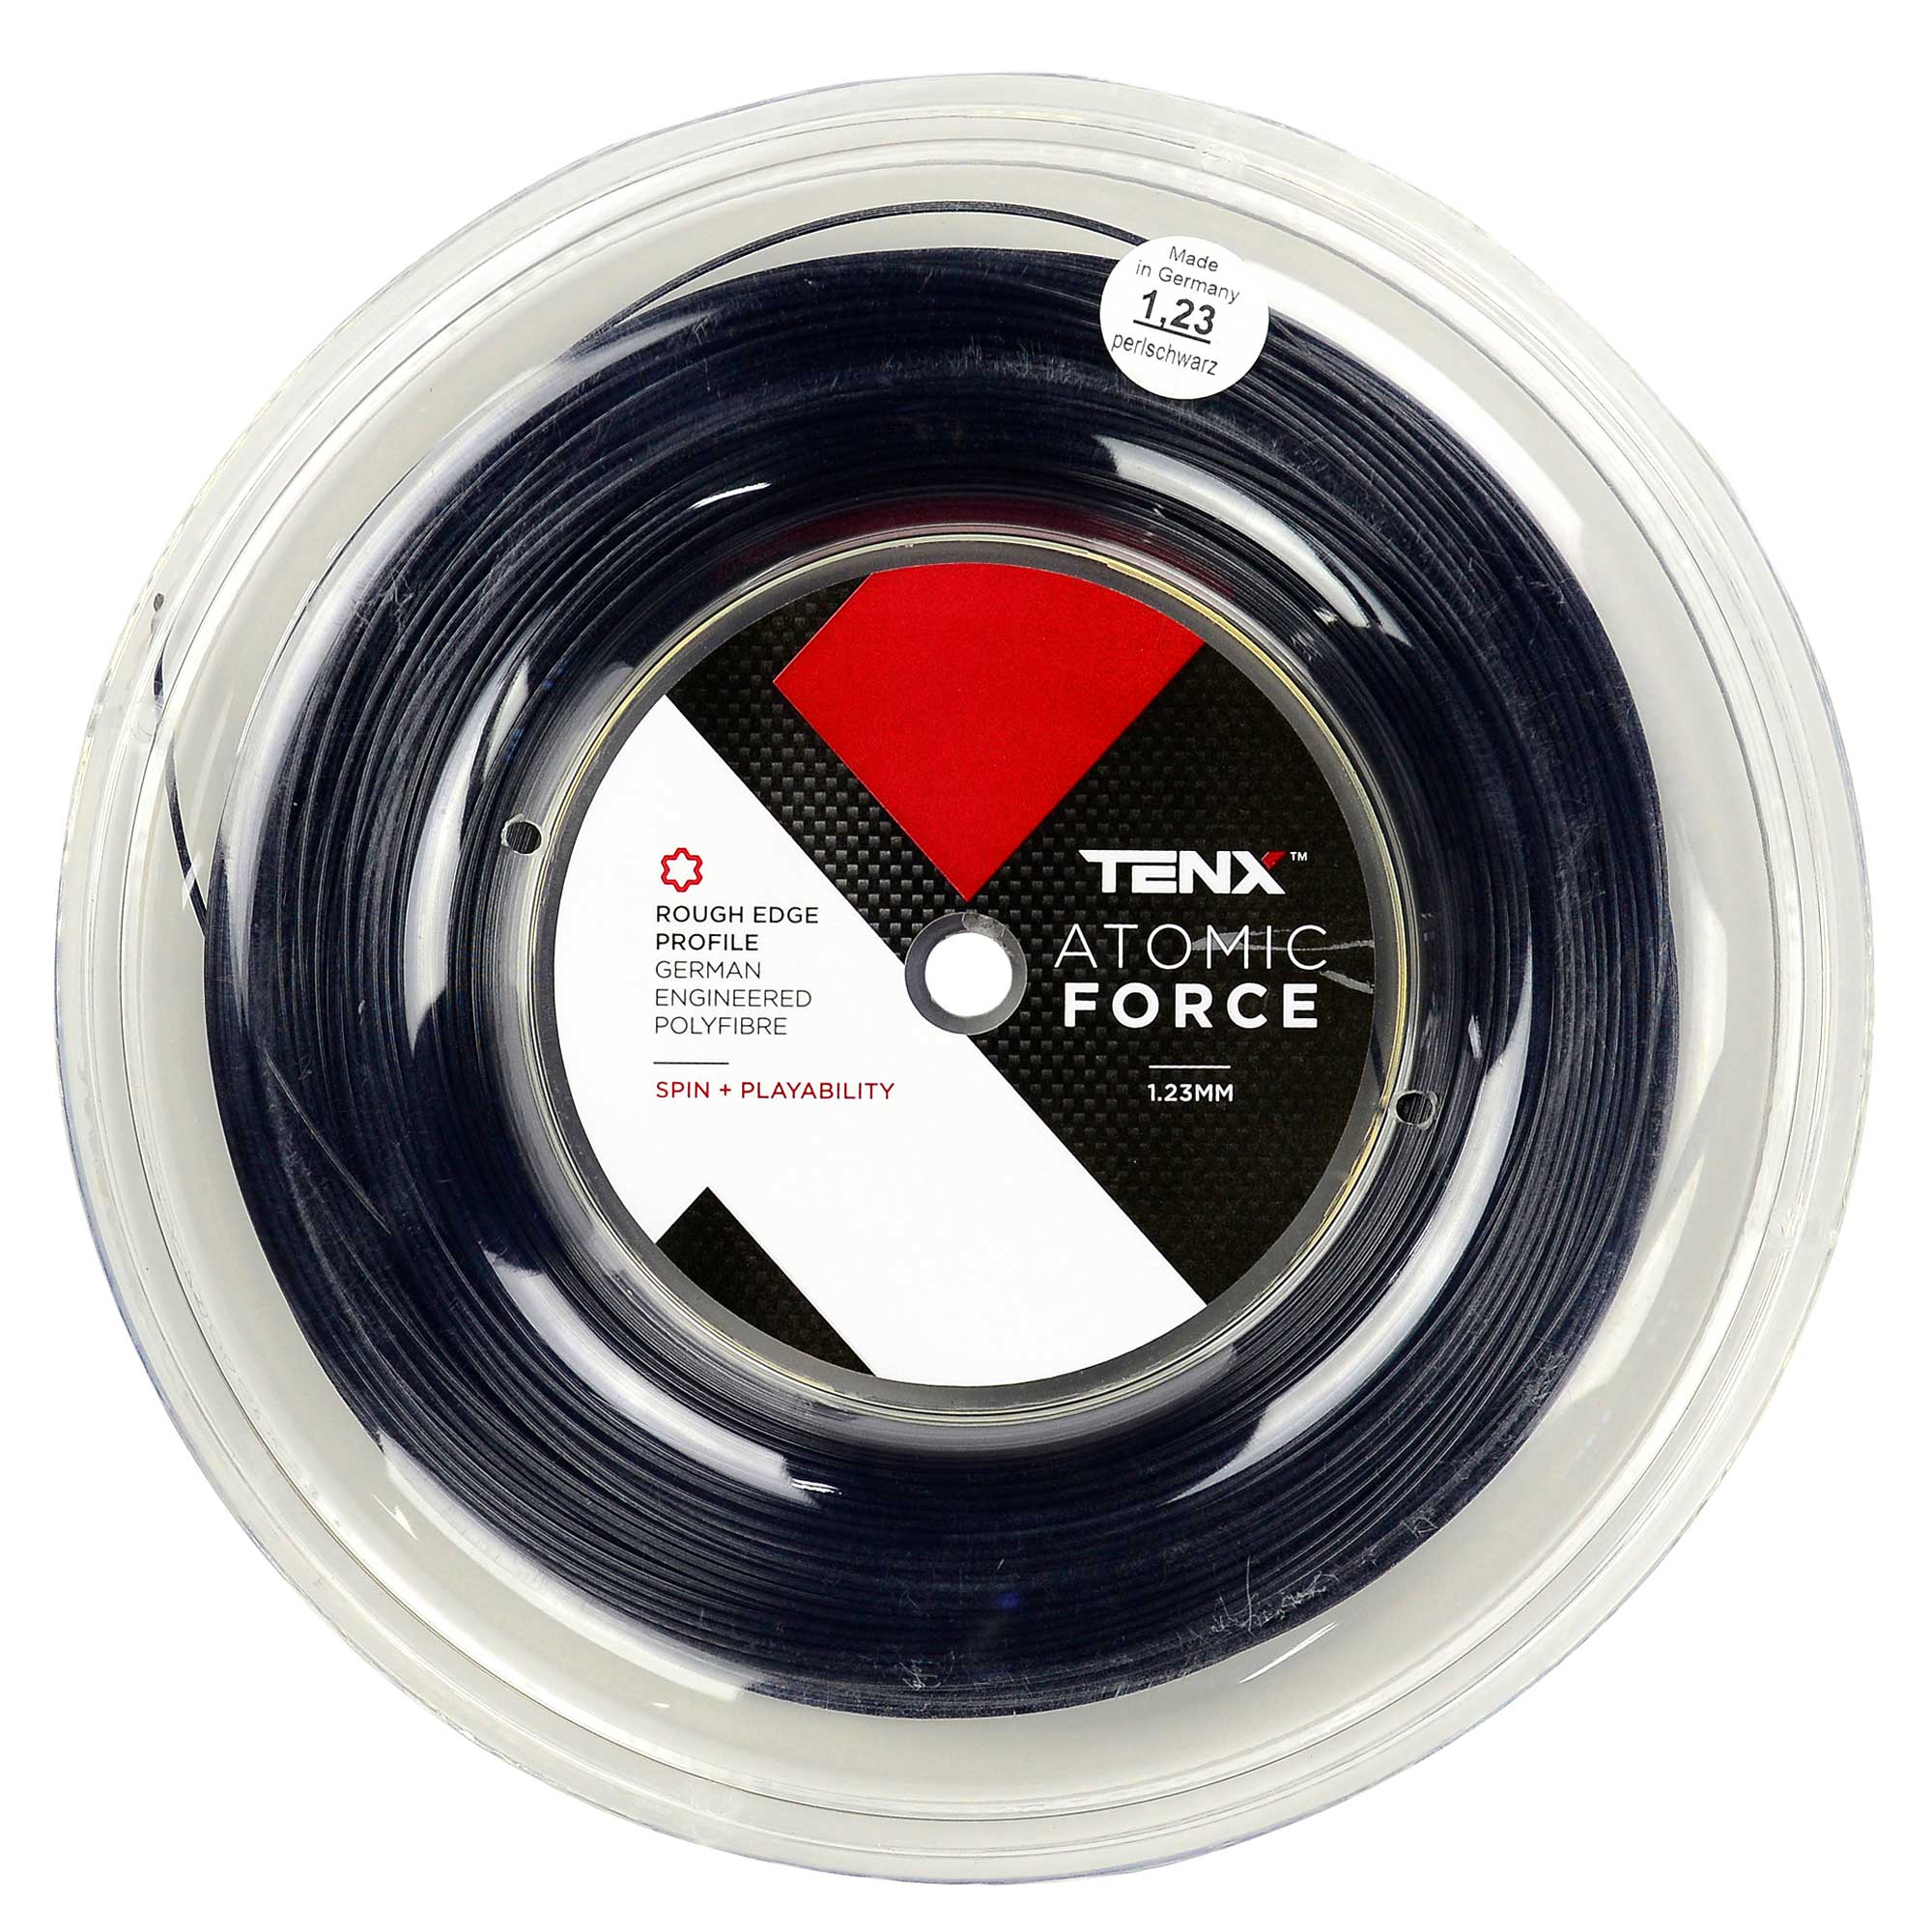 Made
in Germany
1,23
perlschwarz
ROUGH EDGE
PROFILE
GERMAN
ENGINEERED
POLYFIBRE
SPIN + PLAYABILITY
TENX™
ATOMIC
FORCE
1.23MM